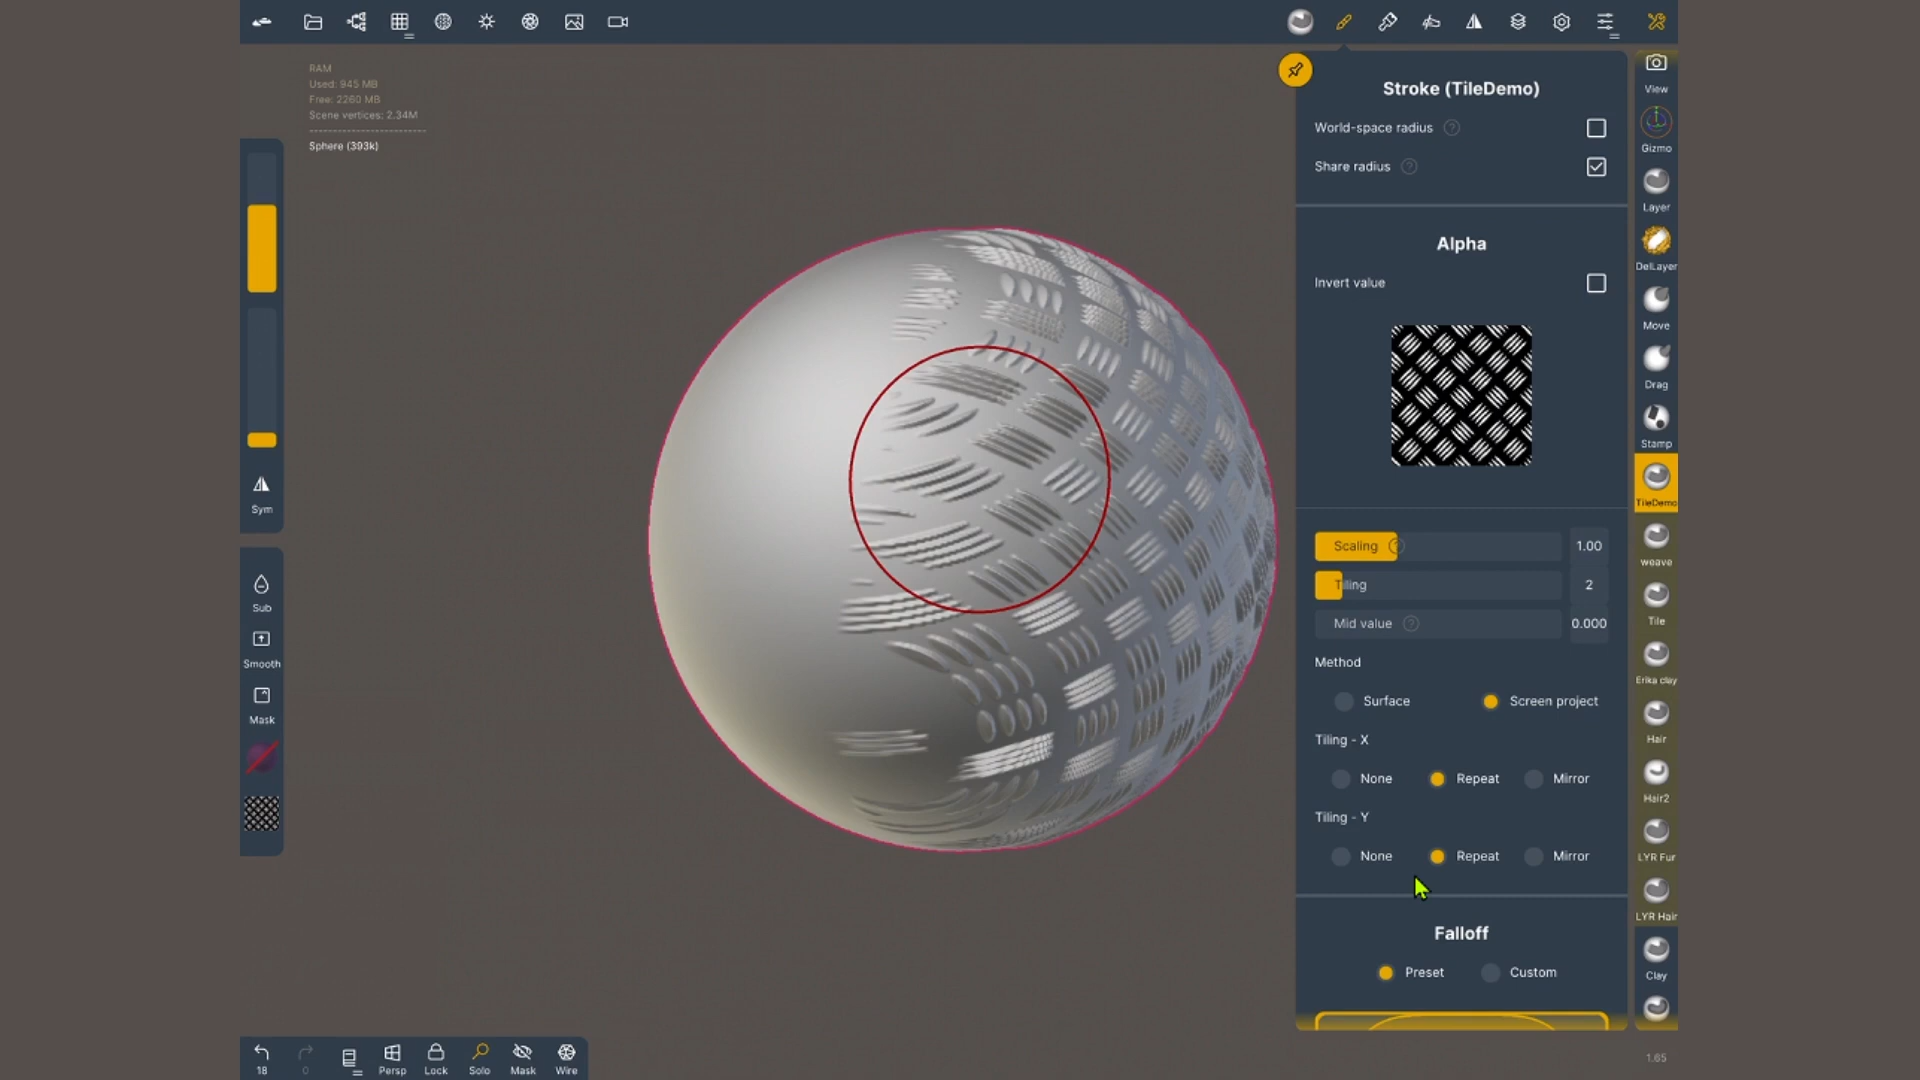 RAM
Used: 945 MB
Free: 2260 MB
Scene vertices: 2.34M
Sphere (393k)
Sym
Sub
Smooth
Mask
18
0
Persp
Lock
Solo
Mask
Wire
Stroke (TileDemo)
World-space radius ?
Share radius ?
Alpha
Invert value
Scaling ? 1.00
Tiling 2
Mid value ? 0.000
Method
Surface Screen project
Tiling - X
None Repeat Mirror
Tiling - Y
None Repeat Mirror
Falloff
Preset Custom
View
Gizmo
Layer
DelLayer
Move
Drag
Stamp
TileDemo
weave
Tile
Erika clay
Hair
Hair2
LYR Fur
LYR Hair
Clay
1.65